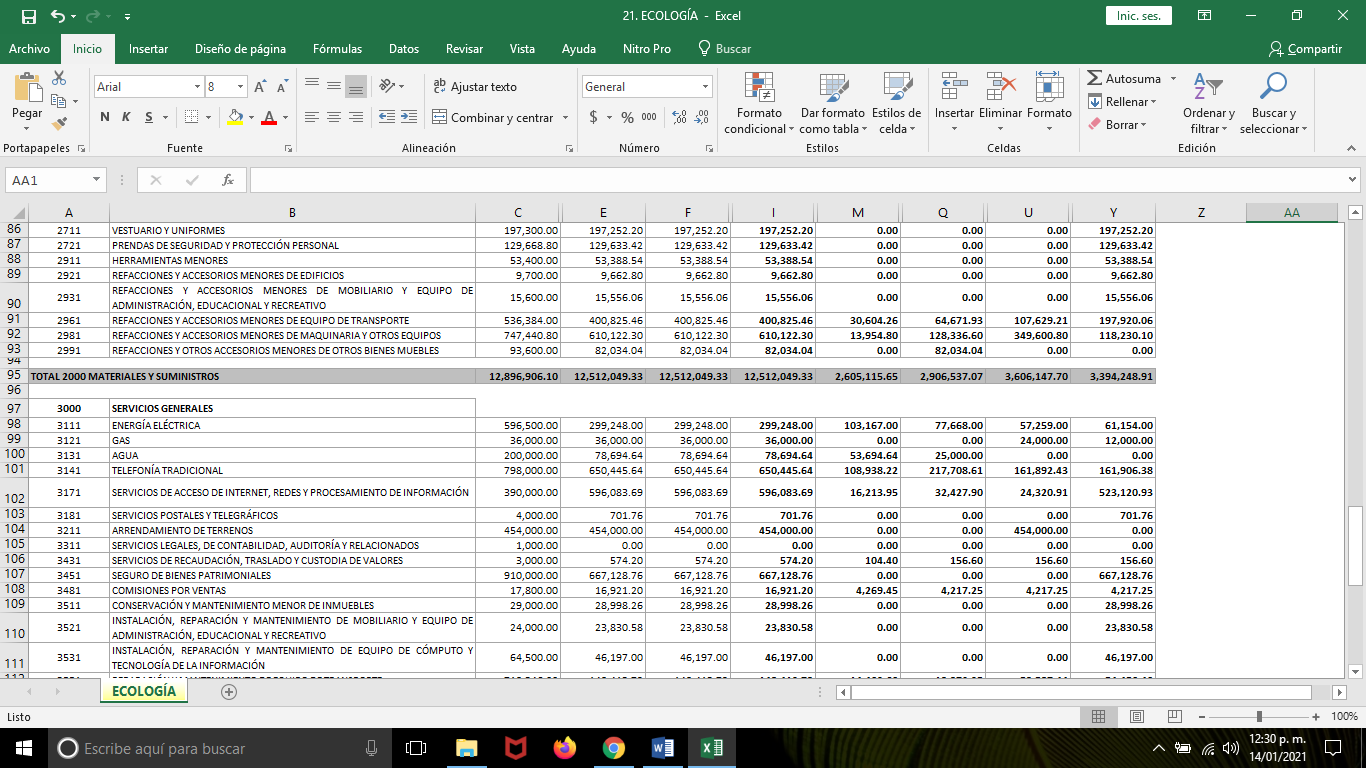 21. ECOLOGÍA - Excel
Inic. ses.
Archivo Inicio Insertar Diseño de página Fórmulas Datos Revisar Vista Ayuda Nitro Pro Buscar Compartir
Pegar
Arial 8 A A
N K S A
Ajustar texto
Combinar y centrar
General
$ % 000
Formato condicional
Dar formato como tabla
Estilos de celda
Insertar Eliminar Formato
Autosuma
Rellenar
Borrar
Ordenar y filtrar
Buscar y seleccionar
Portapapeles Fuente Alineación Número Estilos Celdas Edición
AA1 fx
A B C E F I M Q U Y Z AA
86 2711 VESTUARIO Y UNIFORMES 197,300.00 197,252.20 197,252.20 197,252.20 0.00 0.00 0.00 197,252.20
87 2721 PRENDAS DE SEGURIDAD Y PROTECCIÓN PERSONAL 129,668.80 129,633.42 129,633.42 129,633.42 0.00 0.00 0.00 129,633.42
88 2911 HERRAMIENTAS MENORES 53,400.00 53,388.54 53,388.54 53,388.54 0.00 0.00 0.00 53,388.54
89 2921 REFACCIONES Y ACCESORIOS MENORES DE EDIFICIOS 9,700.00 9,662.80 9,662.80 9,662.80 0.00 0.00 0.00 9,662.80
90 2931 REFACCIONES Y ACCESORIOS MENORES DE MOBILIARIO Y EQUIPO DE
ADMINISTRACIÓN, EDUCACIONAL Y RECREATIVO 15,600.00 15,556.06 15,556.06 15,556.06 0.00 0.00 0.00 15,556.06
91 2961 REFACCIONES Y ACCESORIOS MENORES DE EQUIPO DE TRANSPORTE 536,384.00 400,825.46 400,825.46 400,825.46 30,604.26 64,671.93 107,629.21 197,920.06
92 2981 REFACCIONES Y ACCESORIOS MENORES DE MAQUINARIA Y OTROS EQUIPOS 747,440.80 610,122.30 610,122.30 610,122.30 13,954.80 128,336.60 349,600.80 118,230.10
93 2991 REFACCIONES Y OTROS ACCESORIOS MENORES DE OTROS BIENES MUEBLES 93,600.00 82,034.04 82,034.04 82,034.04 0.00 82,034.04 0.00 0.00
94
95 TOTAL 2000 MATERIALES Y SUMINISTROS 12,896,906.10 12,512,049.33 12,512,049.33 12,512,049.33 2,605,115.65 2,906,537.07 3,606,147.70 3,394,248.91
96
97 3000 SERVICIOS GENERALES
98 3111 ENERGÍA ELÉCTRICA 596,500.00 299,248.00 299,248.00 299,248.00 103,167.00 77,668.00 57,259.00 61,154.00
99 3121 GAS 36,000.00 36,000.00 36,000.00 36,000.00 0.00 0.00 24,000.00 12,000.00
100 3131 AGUA 200,000.00 78,694.64 78,694.64 78,694.64 53,694.64 25,000.00 0.00 0.00
101 3141 TELEFONÍA TRADICIONAL 798,000.00 650,445.64 650,445.64 650,445.64 108,938.22 217,708.61 161,892.43 161,906.38
102 3171 SERVICIOS DE ACCESO DE INTERNET, REDES Y PROCESAMIENTO DE INFORMACIÓN 390,000.00 596,083.69 596,083.69 596,083.69 16,213.95 32,427.90 24,320.91 523,120.93
103 3181 SERVICIOS POSTALES Y TELEGRÁFICOS 4,000.00 701.76 701.76 701.76 0.00 0.00 0.00 701.76
104 3211 ARRENDAMIENTO DE TERRENOS 454,000.00 454,000.00 454,000.00 454,000.00 0.00 0.00 454,000.00 0.00
105 3311 SERVICIOS LEGALES, DE CONTABILIDAD, AUDITORÍA Y RELACIONADOS 1,000.00 0.00 0.00 0.00 0.00 0.00 0.00 0.00
106 3431 SERVICIOS DE RECAUDACIÓN, TRASLADO Y CUSTODIA DE VALORES 3,000.00 574.20 574.20 574.20 104.40 156.60 156.60 156.60
107 3451 SEGURO DE BIENES PATRIMONIALES 910,000.00 667,128.76 667,128.76 667,128.76 0.00 0.00 0.00 667,128.76
108 3481 COMISIONES POR VENTAS 17,800.00 16,921.20 16,921.20 16,921.20 4,269.45 4,217.25 4,217.25 4,217.25
109 3511 CONSERVACIÓN Y MANTENIMIENTO MENOR DE INMUEBLES 29,000.00 28,998.26 28,998.26 28,998.26 0.00 0.00 0.00 28,998.26
110 3521 INSTALACIÓN, REPARACIÓN Y MANTENIMIENTO DE MOBILIARIO Y EQUIPO DE
ADMINISTRACIÓN, EDUCACIONAL Y RECREATIVO 24,000.00 23,830.58 23,830.58 23,830.58 0.00 0.00 0.00 23,830.58
111 3531 INSTALACIÓN, REPARACIÓN Y MANTENIMIENTO DE EQUIPO DE CÓMPUTO Y
TECNOLOGÍA DE LA INFORMACIÓN 64,500.00 46,197.00 46,197.00 46,197.00 0.00 0.00 0.00 46,197.00
ECOLOGÍA
Listo 100%
Escribe aquí para buscar
12:30 p. m.
14/01/2021